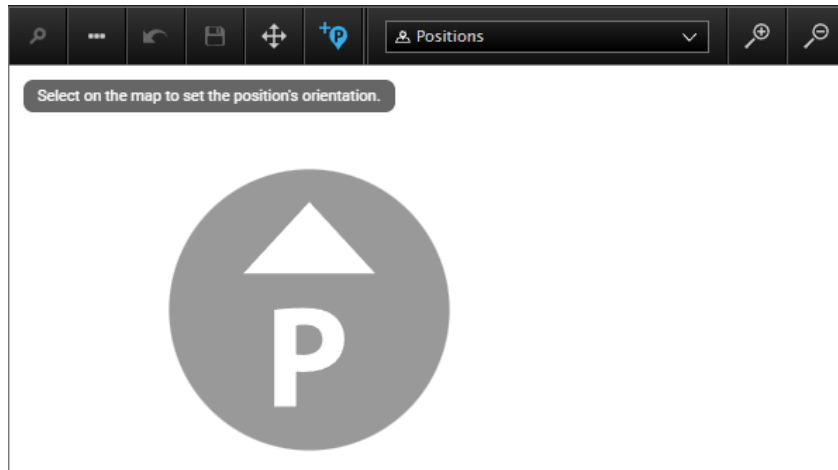 Positions
Select on the map to set the position's orientation.
P